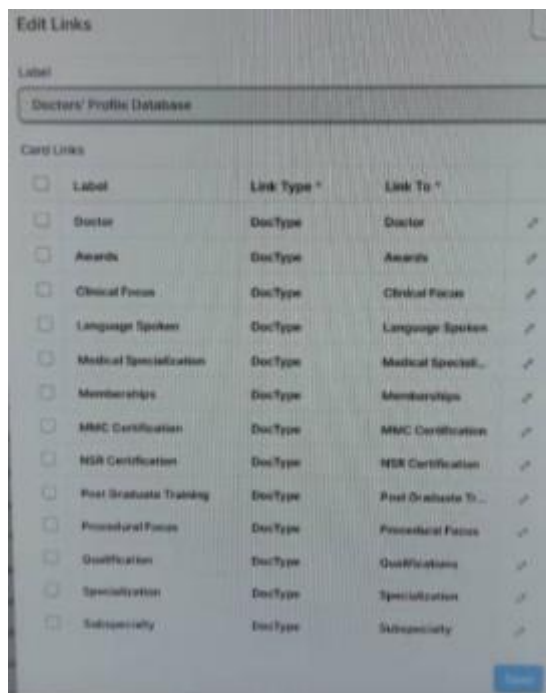 Edit Links
Label
Doctors' Profile Database
Card Links
Label Link Type * Link To *
Doctor DocType Doctor
Awards DocType Awards
Clinical Focus DocType Clinical Focus
Language Spoken DocType Language Spoken
Medical Specialization DocType Medical Speciali...
Memberships DocType Memberships
MMC Certification DocType MMC Certification
NSR Certification DocType NSR Certification
Post Graduate Training DocType Post Graduate Tr...
Procedural Focus DocType Procedural Focus
Qualification DocType Qualifications
Specialization DocType Specialization
Subspecialty DocType Subspecialty